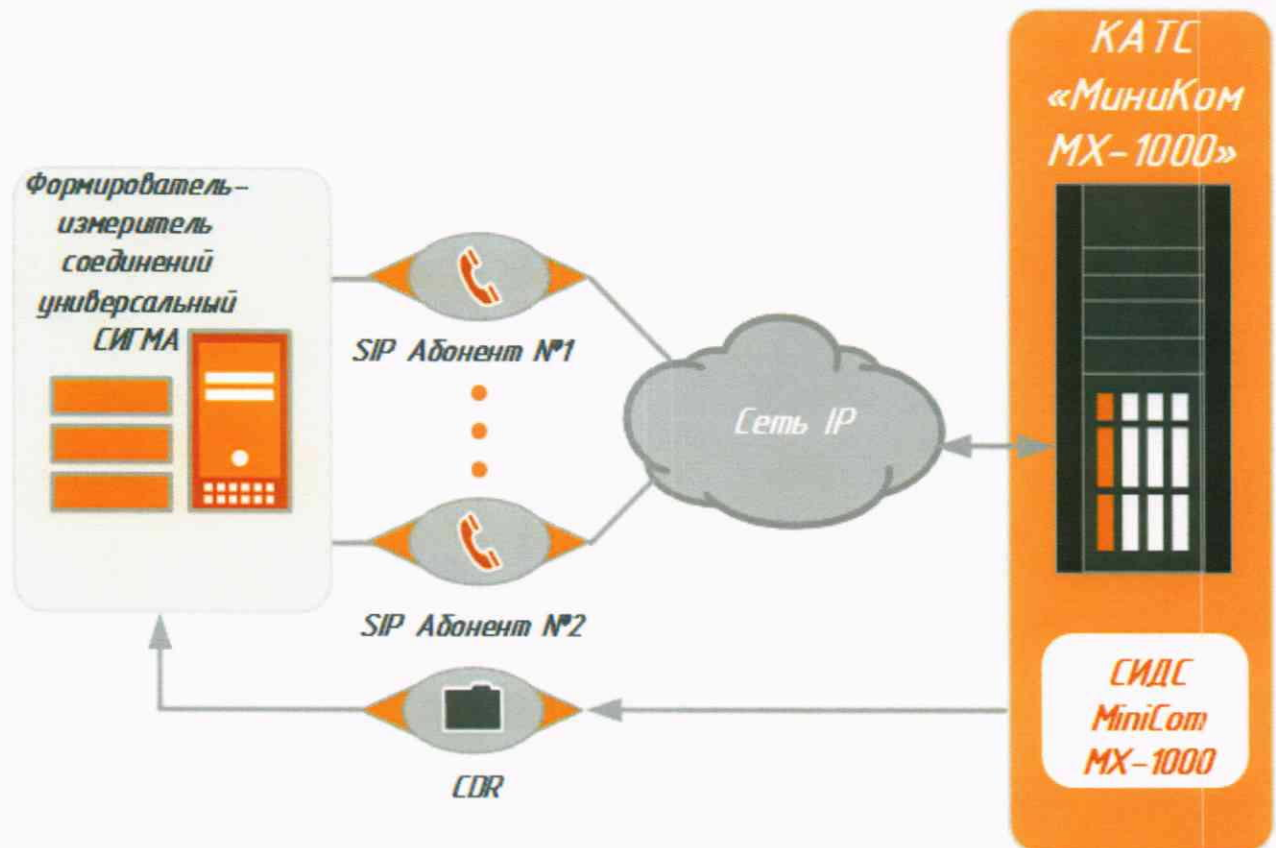 КАТС
«МиниКом
МХ-1000»
Формирователь-
измеритель
соединений
универсальный
СИГМА
SIP Абонент №1
Сеть IP
SIP Абонент №2
CDR
СИДС
MiniCom
MX-1000